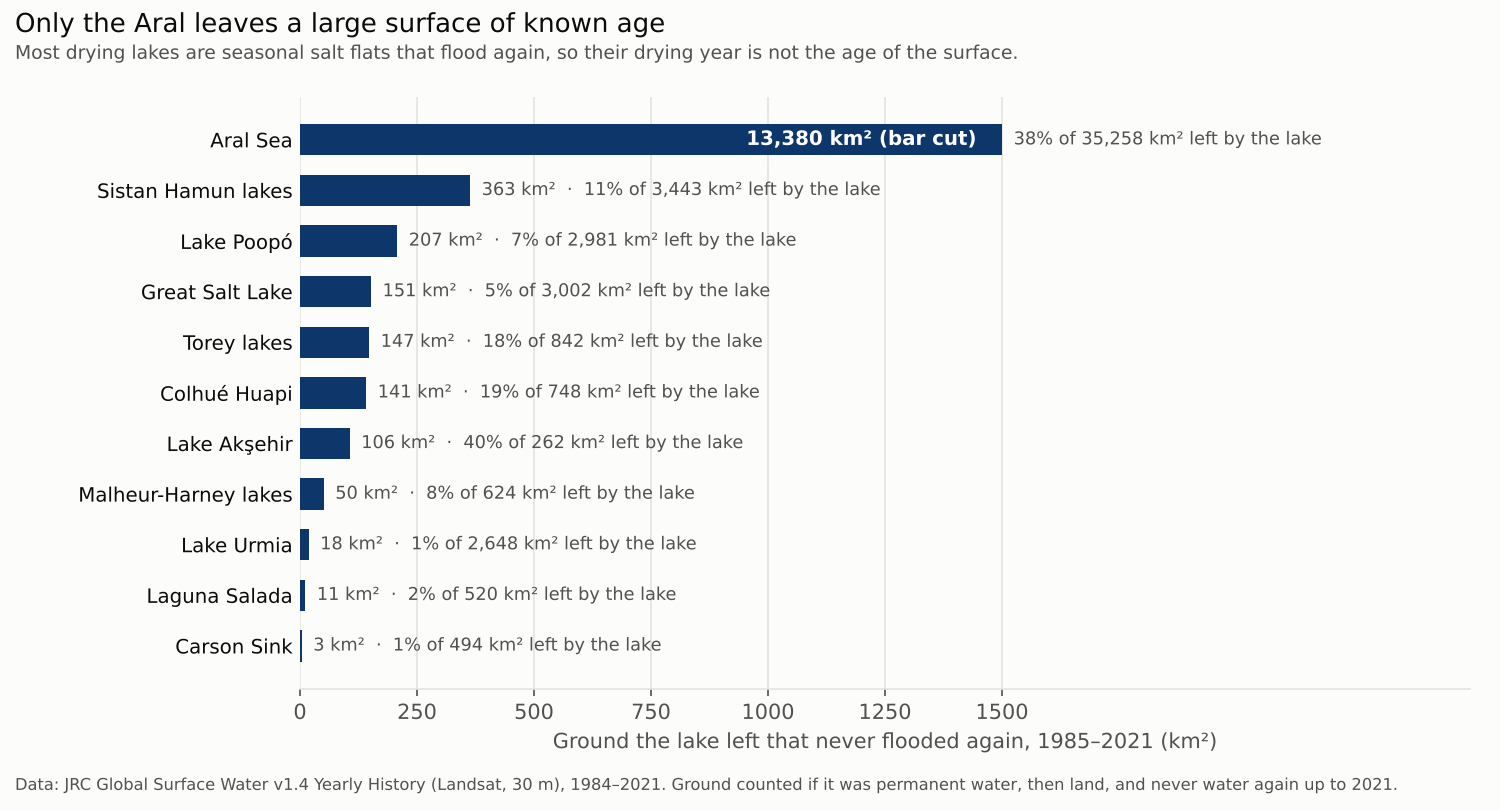 Only the Aral leaves a large surface of known age
Most drying lakes are seasonal salt flats that flood again, so their drying year is not the age of the surface.
Aral Sea 13,380 km² (bar cut) 38% of 35,258 km² left by the lake
Sistan Hamun lakes 363 km² · 11% of 3,443 km² left by the lake
Lake Poopó 207 km² · 7% of 2,981 km² left by the lake
Great Salt Lake 151 km² · 5% of 3,002 km² left by the lake
Torey lakes 147 km² · 18% of 842 km² left by the lake
Colhué Huapi 141 km² · 19% of 748 km² left by the lake
Lake Akşehir 106 km² · 40% of 262 km² left by the lake
Malheur-Harney lakes 50 km² · 8% of 624 km² left by the lake
Lake Urmia 18 km² · 1% of 2,648 km² left by the lake
Laguna Salada 11 km² · 2% of 520 km² left by the lake
Carson Sink 3 km² · 1% of 494 km² left by the lake
0 250 500 750 1000 1250 1500
Ground the lake left that never flooded again, 1985–2021 (km²)
Data: JRC Global Surface Water v1.4 Yearly History (Landsat, 30 m), 1984–2021. Ground counted if it was permanent water, then land, and never water again up to 2021.